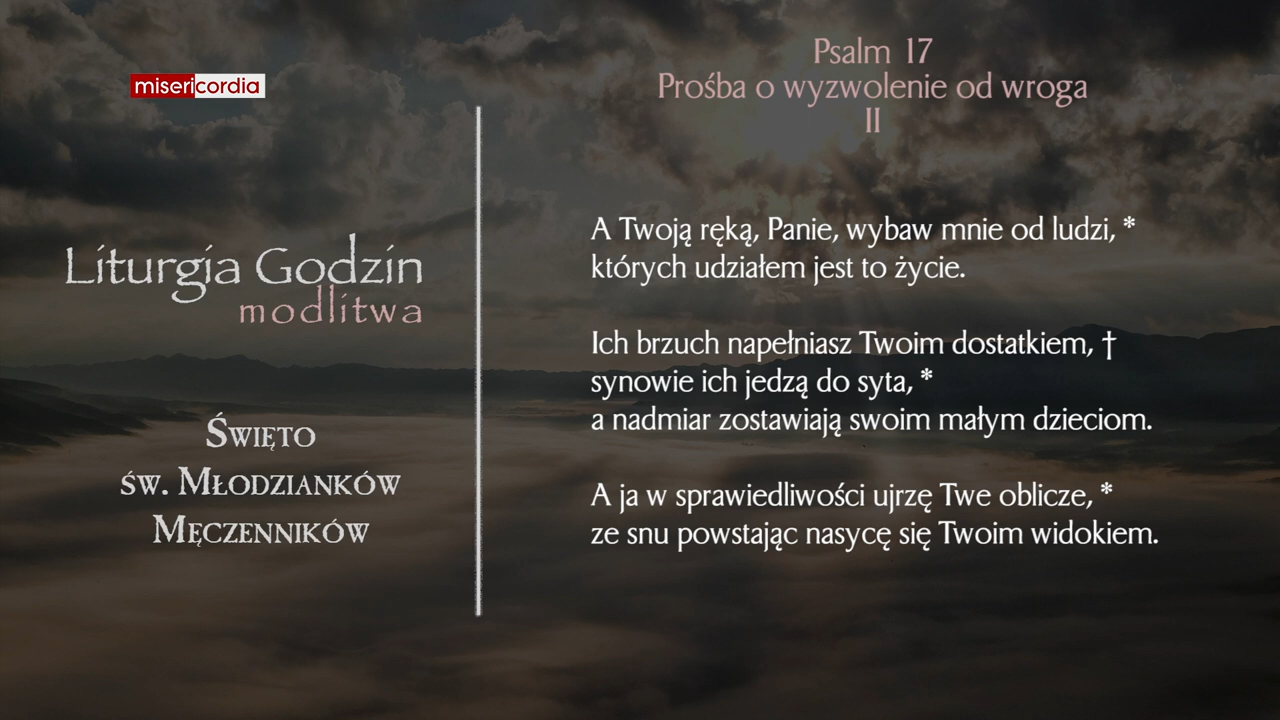 misericordia
Liturgia Godzin
modlitwa
Święto
św. Młodzianków
Męczenników
Psalm 17
Prośba o wyzwolenie od wroga
II
A Twoją ręką, Panie, wybaw mnie od ludzi, *
których udziałem jest to życie.
Ich brzuch napełniasz Twoim dostatkiem, †
synowie ich jedzą do syta, *
a nadmiar zostawiają swoim małym dzieciom.
A ja w sprawiedliwości ujrzę Twe oblicze, *
ze snu powstając nasycę się Twoim widokiem.